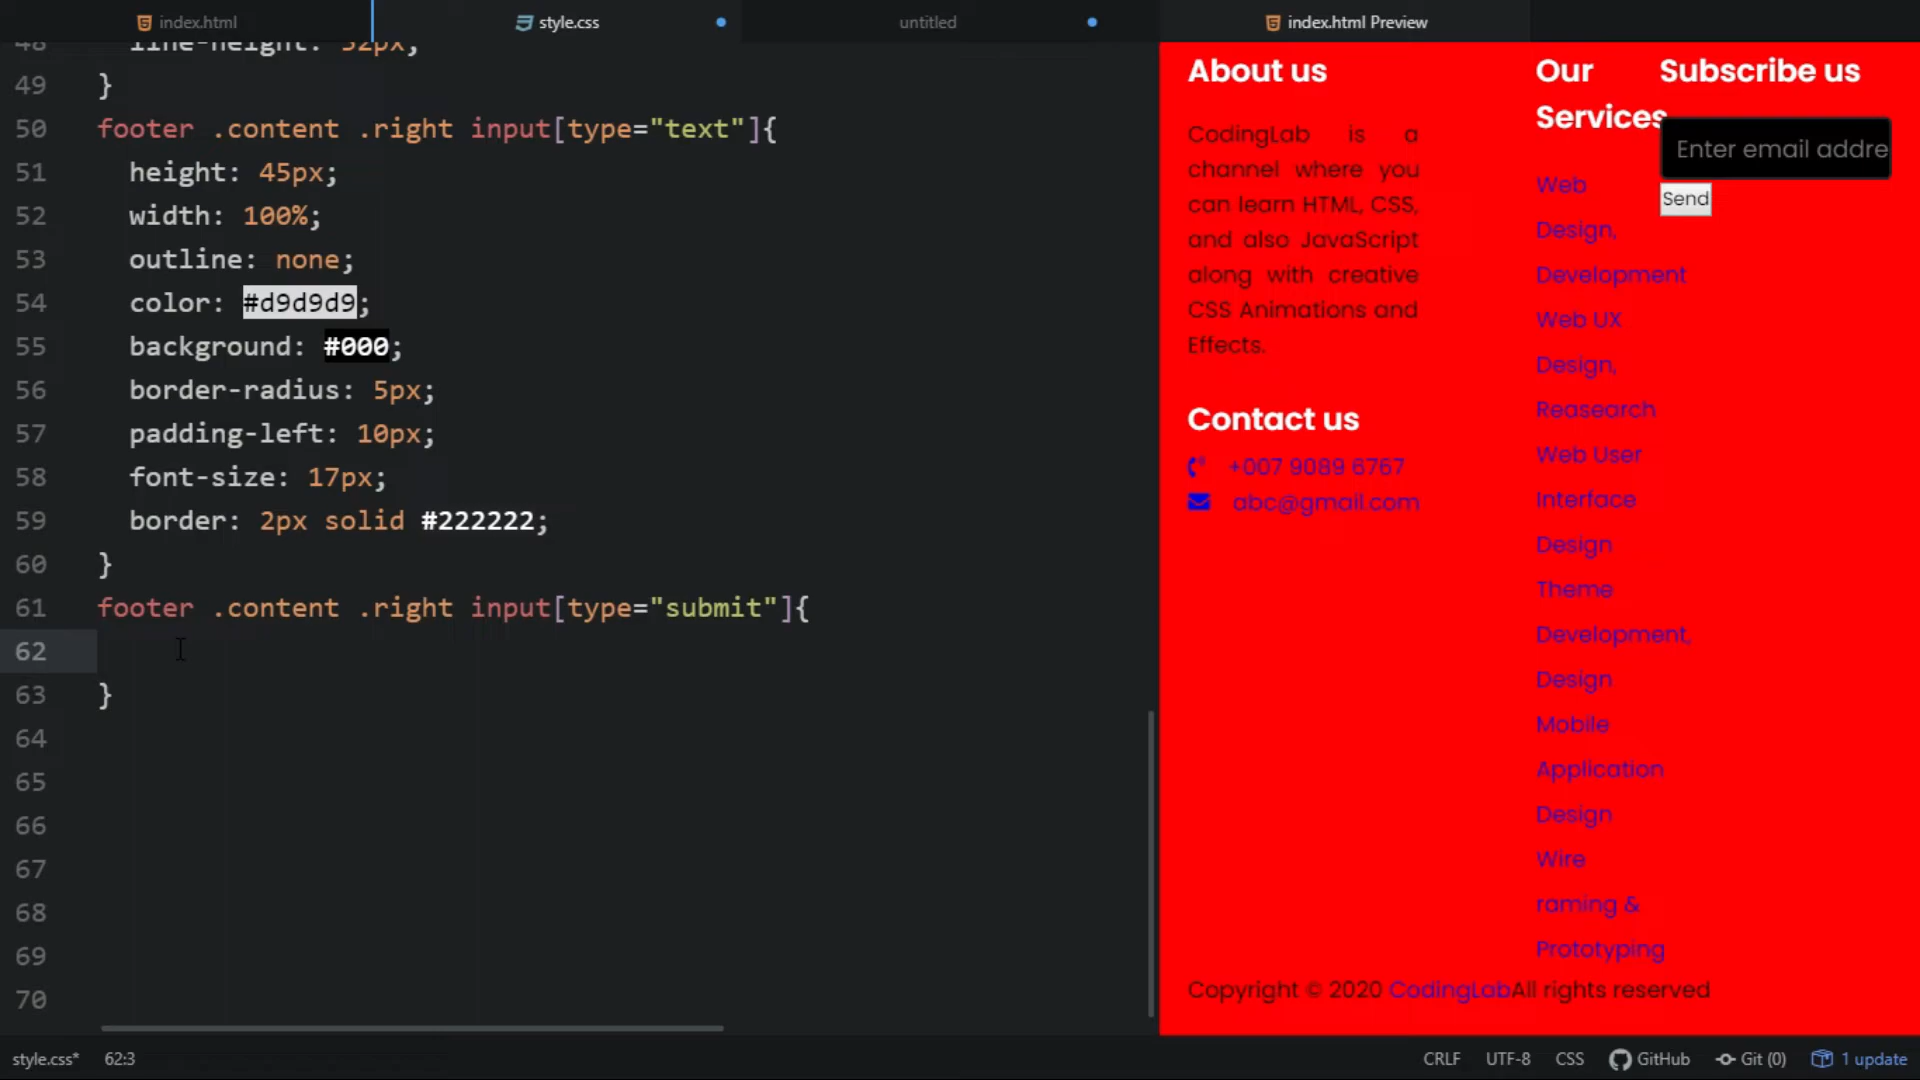 index.html
style.css
untitled
index.html Preview
48 line-height: 32px;
49 }
50 footer .content .right input[type="text"]{
51 height: 45px;
52 width: 100%;
53 outline: none;
54 color: #d9d9d9;
55 background: #000;
56 border-radius: 5px;
57 padding-left: 10px;
58 font-size: 17px;
59 border: 2px solid #222222;
60 }
61 footer .content .right input[type="submit"]{
62
63 }
64
65
66
67
68
69
70
About us
CodingLab is a
channel where you
can learn HTML, CSS,
and also JavaScript
along with creative
CSS Animations and
Effects.
Contact us
+007 9089 6767
abc@gmail.com
Our
Services
Web
Design,
Development
Web UX
Design,
Reasearch
Web User
Interface
Design
Theme
Development,
Design
Mobile
Application
Design
Wire
raming &
Prototyping
Subscribe us
Enter email addre
Send
Copyright © 2020 CodingLabAll rights reserved
style.css* 62:3
CRLF UTF-8 CSS GitHub Git (0) 1 update